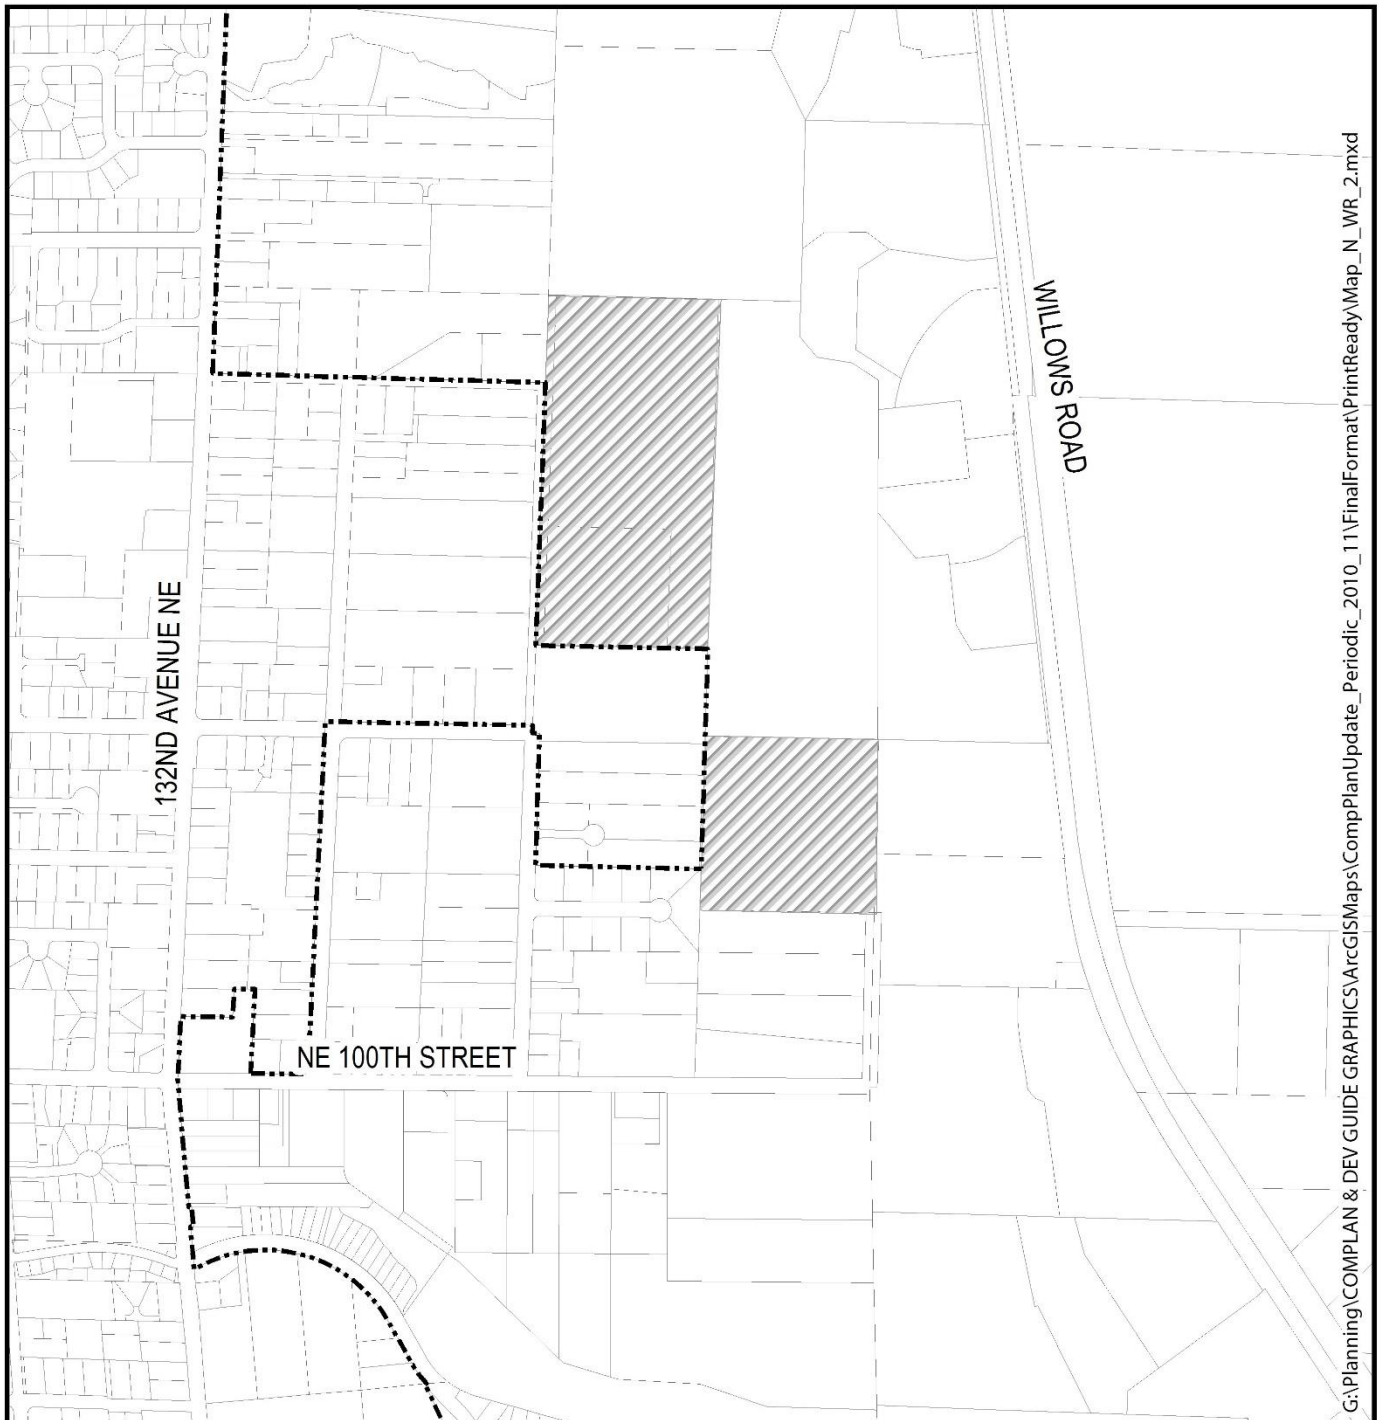 WILLOWS ROAD
132ND AVENUE NE
NE 100TH STREET
G:\Planning\COMPLAN & DEV GUIDE GRAPHICS\ArcGISMaps\CompPlanUpdate_Periodic_2010_11\FinalFormat\PrintReady\Map_N_WR_2.mxd